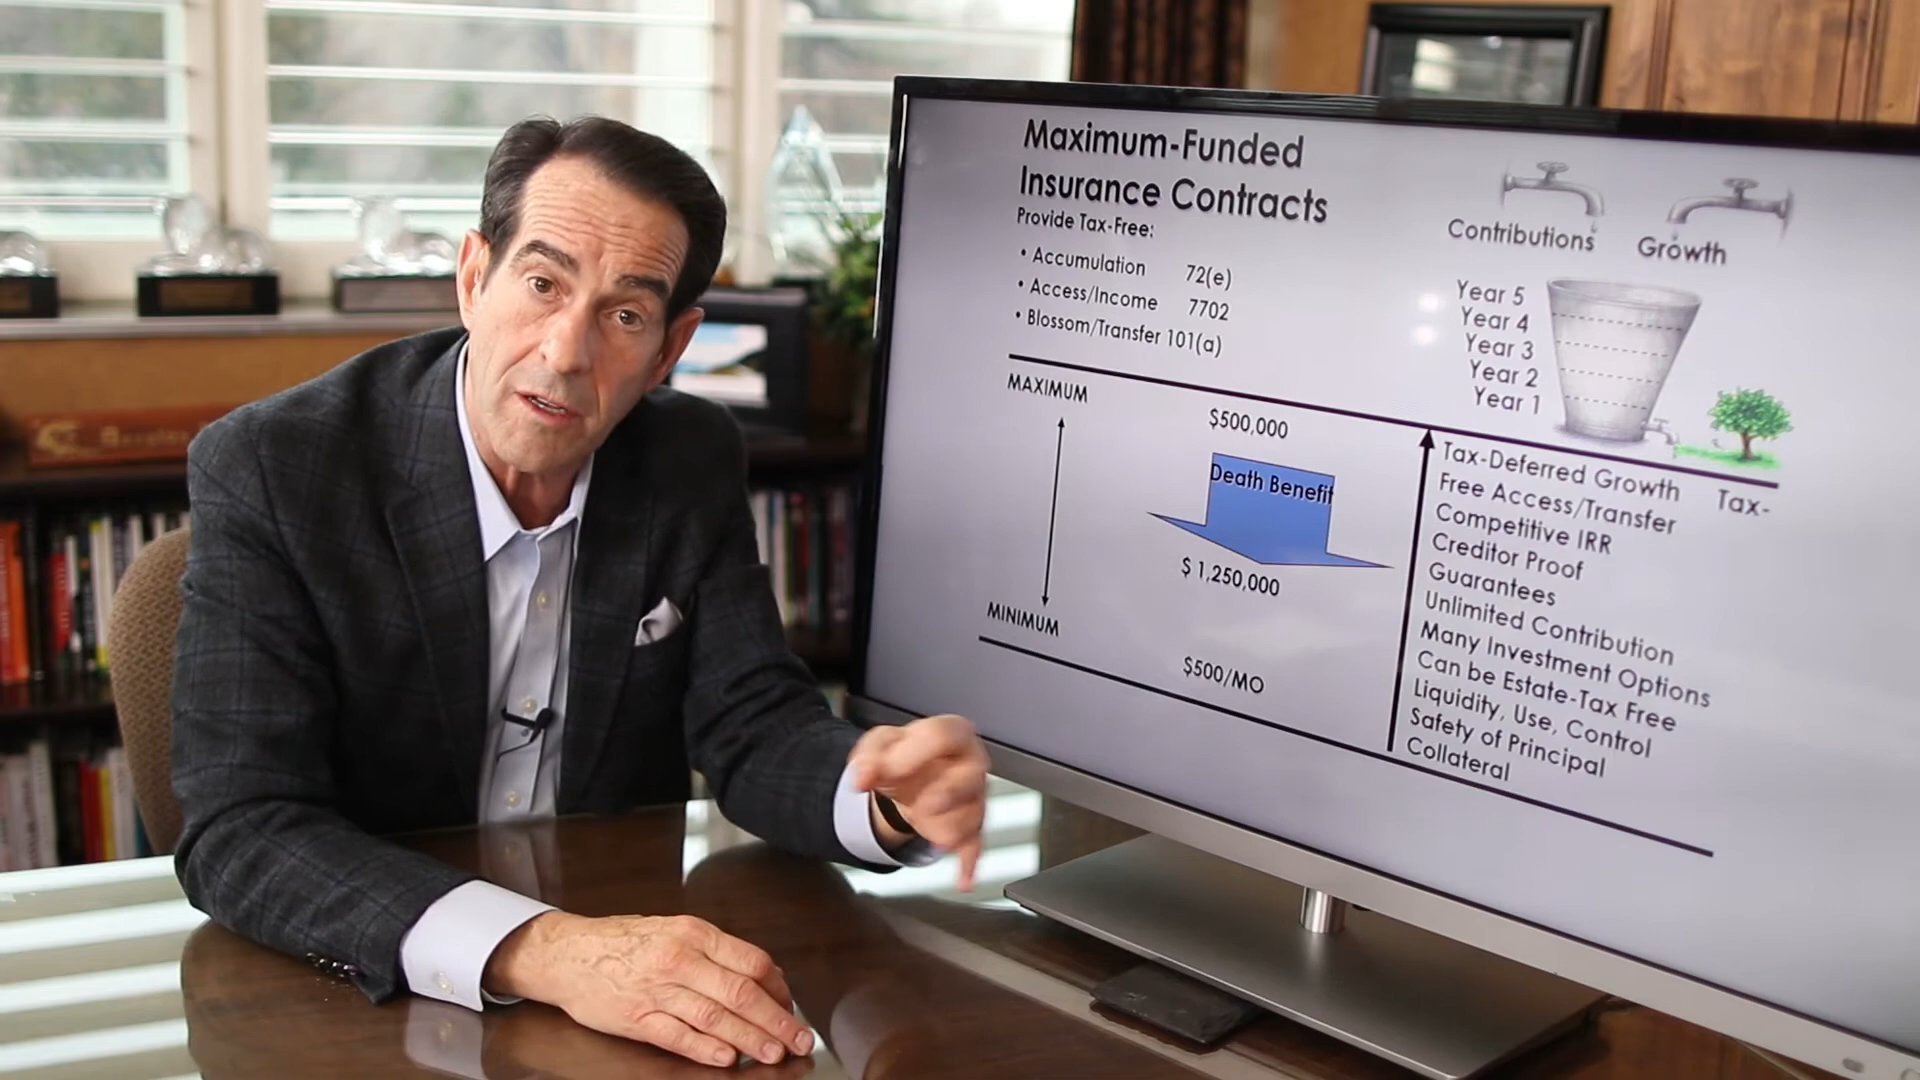 Maximum-Funded
Insurance Contracts
Provide Tax-Free:
• Accumulation 72(e)
• Access/Income 7702
• Blossom/Transfer 101(a)
Contributions
Growth
Year 5
Year 4
Year 3
Year 2
Year 1
MAXIMUM
$500,000
Death Benefit
$ 1,250,000
MINIMUM
$500/MO
Tax-Deferred Growth Tax-
Free Access/Transfer
Competitive IRR
Creditor Proof
Guarantees
Unlimited Contribution
Many Investment Options
Can be Estate-Tax Free
Liquidity, Use, Control
Safety of Principal
Collateral